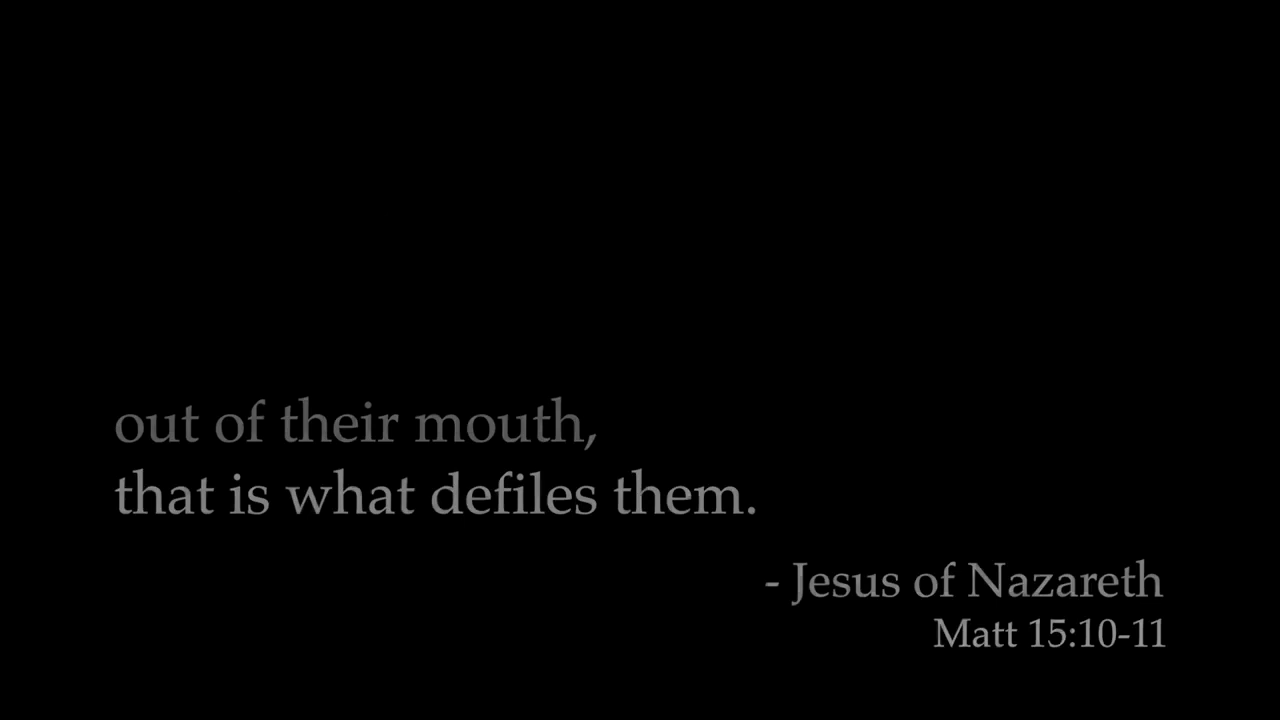 out of their mouth,
that is what defiles them.
- Jesus of Nazareth
Matt 15:10-11